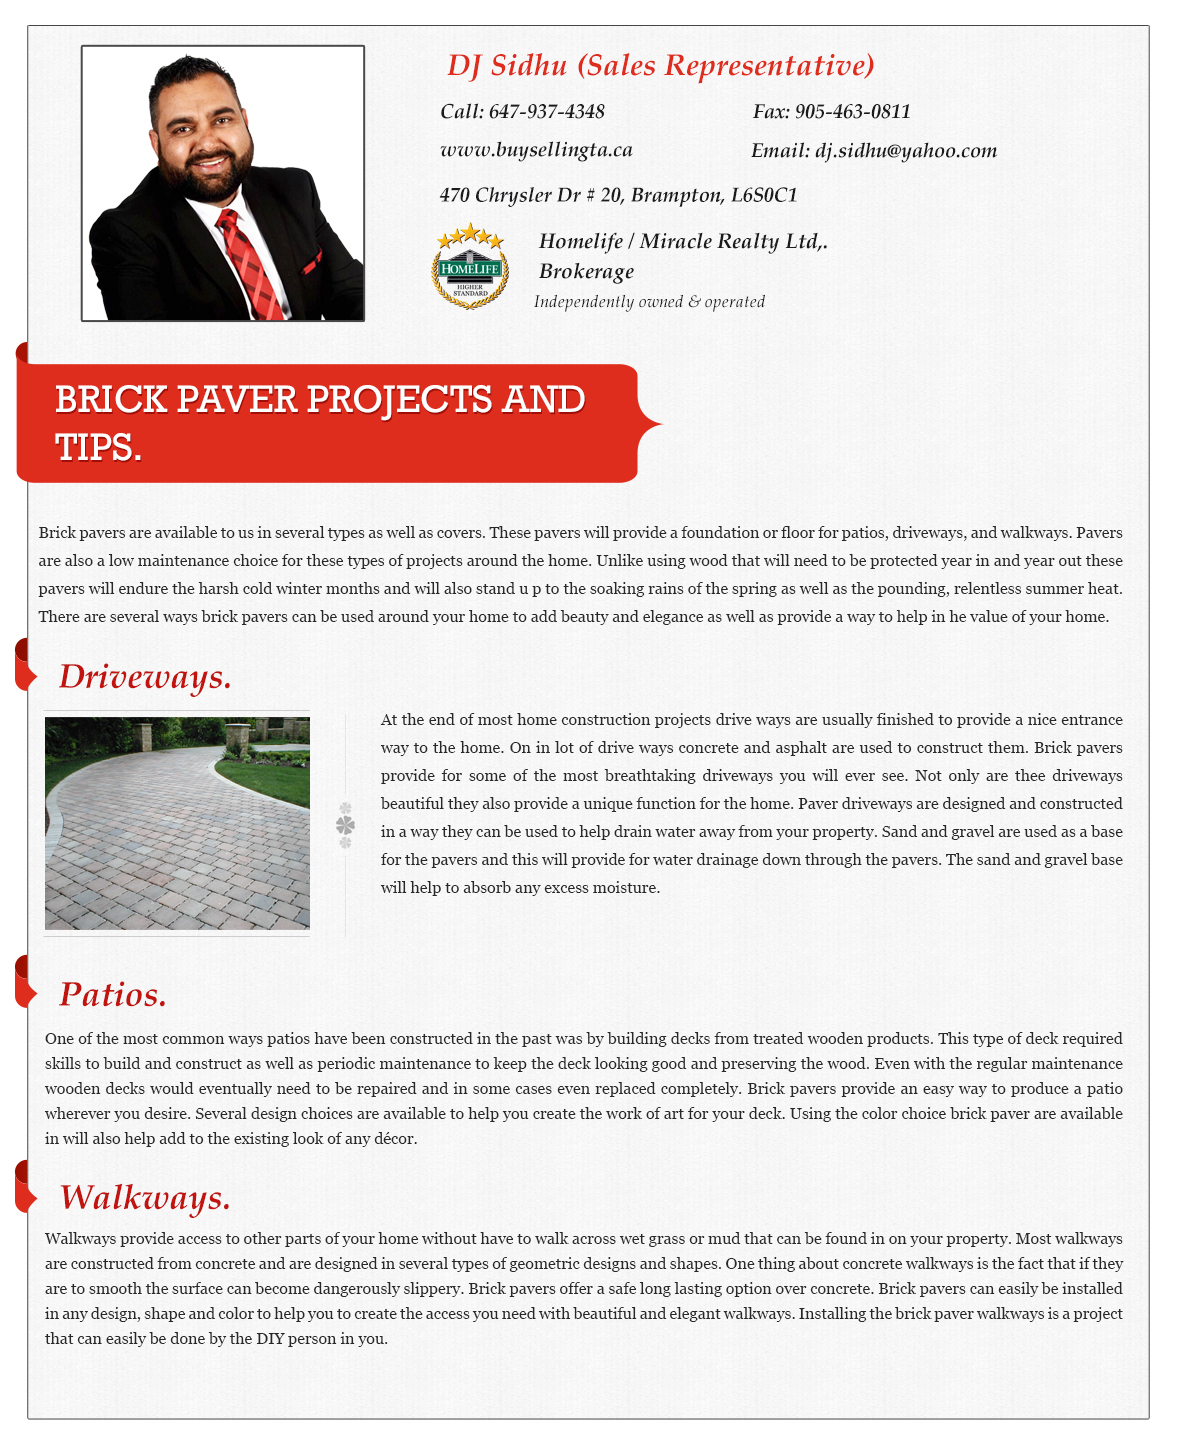 DJ Sidhu (Sales Representative)
Call: 647-937-4348
Fax: 905-463-0811
www.buysellingta.ca
Email: dj.sidhu@yahoo.com
470 Chrysler Dr # 20, Brampton, L6S0C1
HOMELIFE
HIGHER
STANDARD
Homelife / Miracle Realty Ltd,.
Brokerage
Independently owned & operated
BRICK PAVER PROJECTS AND
TIPS.
Brick pavers are available to us in several types as well as covers. These pavers will provide a foundation or floor for patios, driveways, and walkways. Pavers
are also a low maintenance choice for these types of projects around the home. Unlike using wood that will need to be protected year in and year out these
pavers will endure the harsh cold winter months and will also stand u p to the soaking rains of the spring as well as the pounding, relentless summer heat.
There are several ways brick pavers can be used around your home to add beauty and elegance as well as provide a way to help in he value of your home.
Driveways.
At the end of most home construction projects drive ways are usually finished to provide a nice entrance
way to the home. On in lot of drive ways concrete and asphalt are used to construct them. Brick pavers
provide for some of the most breathtaking driveways you will ever see. Not only are thee driveways
beautiful they also provide a unique function for the home. Paver driveways are designed and constructed
in a way they can be used to help drain water away from your property. Sand and gravel are used as a base
for the pavers and this will provide for water drainage down through the pavers. The sand and gravel base
will help to absorb any excess moisture.
Patios.
One of the most common ways patios have been constructed in the past was by building decks from treated wooden products. This type of deck required
skills to build and construct as well as periodic maintenance to keep the deck looking good and preserving the wood. Even with the regular maintenance
wooden decks would eventually need to be repaired and in some cases even replaced completely. Brick pavers provide an easy way to produce a patio
wherever you desire. Several design choices are available to help you create the work of art for your deck. Using the color choice brick paver are available
in will also help add to the existing look of any décor.
Walkways.
Walkways provide access to other parts of your home without have to walk across wet grass or mud that can be found in on your property. Most walkways
are constructed from concrete and are designed in several types of geometric designs and shapes. One thing about concrete walkways is the fact that if they
are to smooth the surface can become dangerously slippery. Brick pavers offer a safe long lasting option over concrete. Brick pavers can easily be installed
in any design, shape and color to help you to create the access you need with beautiful and elegant walkways. Installing the brick paver walkways is a project
that can easily be done by the DIY person in you.